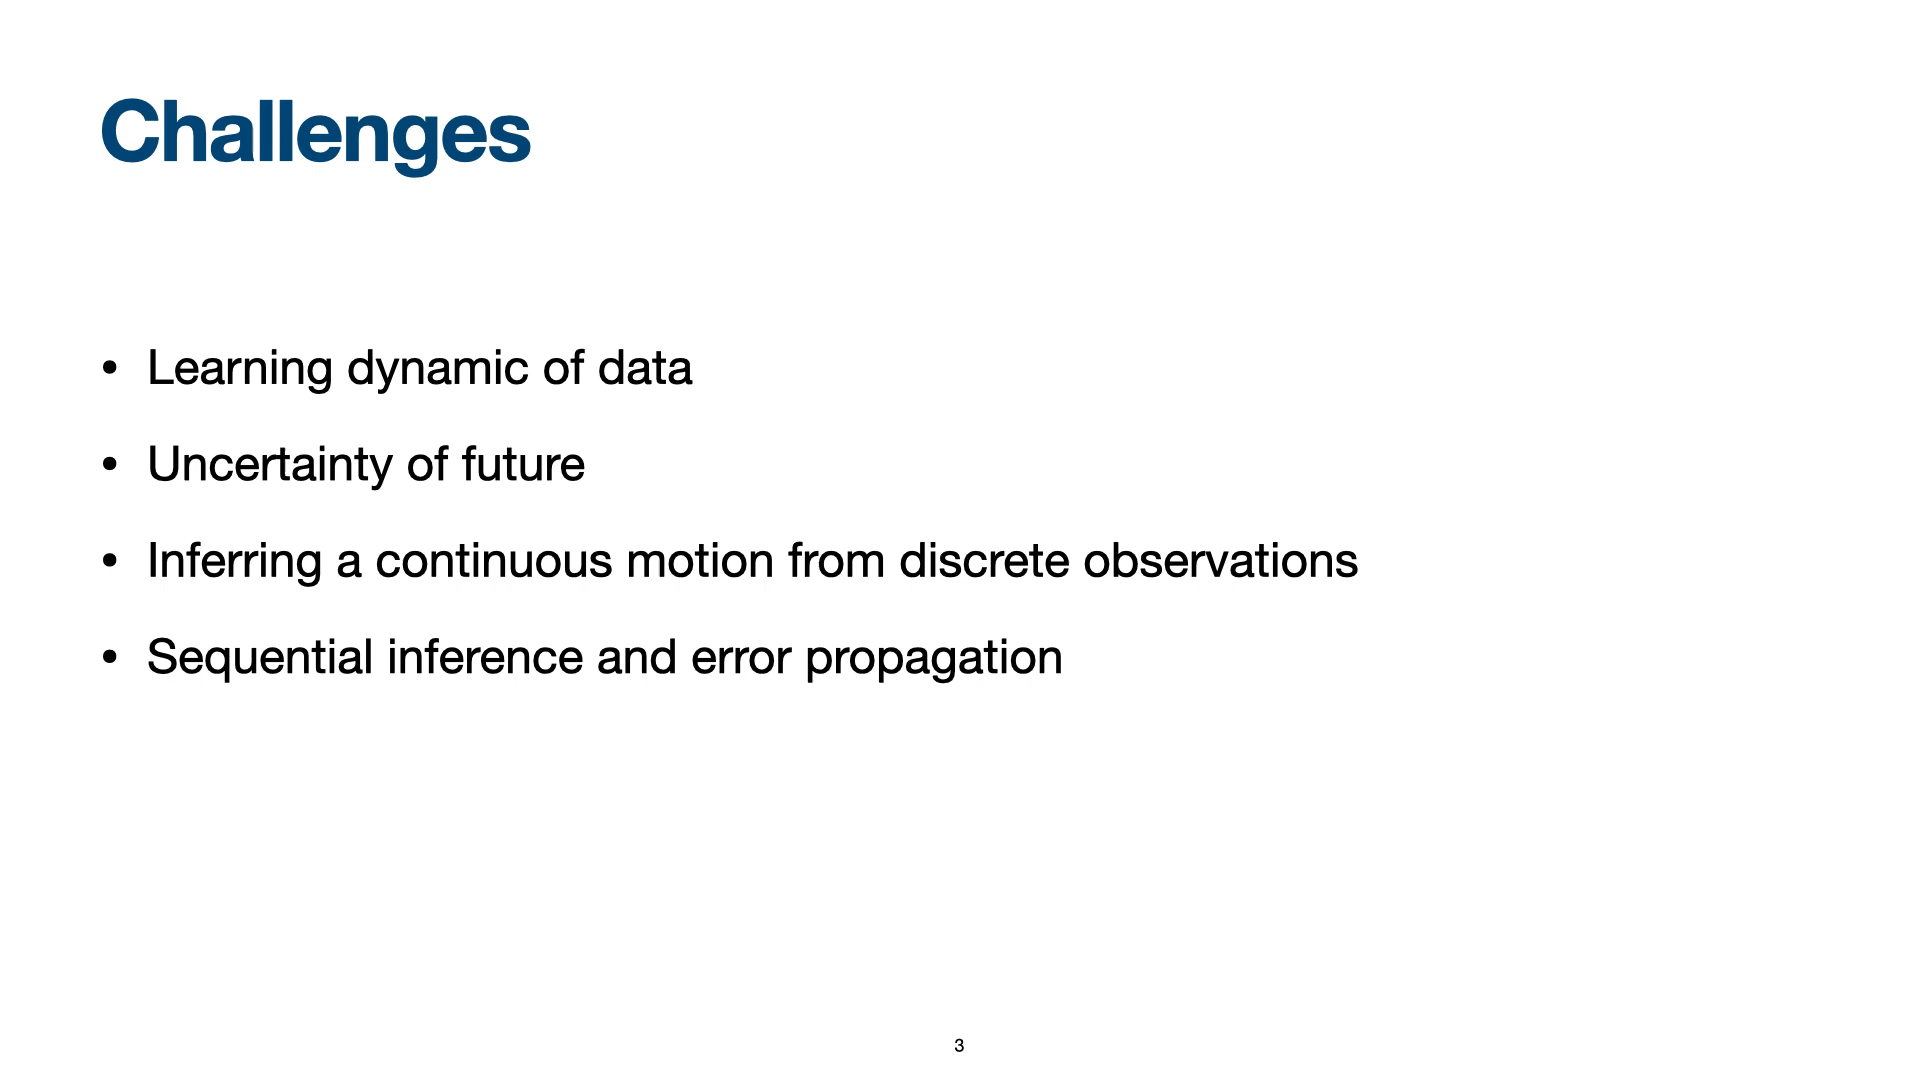 Challenges
• Learning dynamic of data
• Uncertainty of future
• Inferring a continuous motion from discrete observations
• Sequential inference and error propagation
3